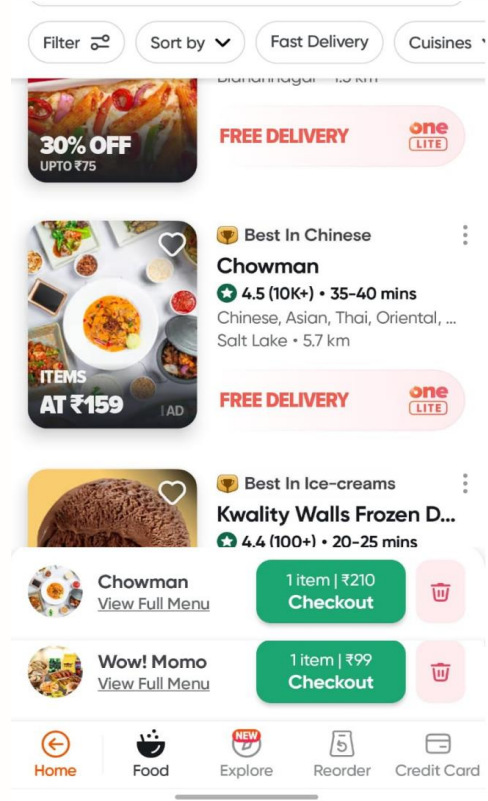 Filter
Sort by
Fast Delivery
Cuisines
1.5 km
30% OFF
UPTO ₹75
FREE DELIVERY
one
LITE
Best In Chinese
Chowman
4.5 (10K+) • 35-40 mins
Chinese, Asian, Thai, Oriental, ...
Salt Lake • 5.7 km
ITEMS
AT ₹159
AD
FREE DELIVERY
one
LITE
Best In Ice-creams
Kwality Walls Frozen D...
4.4 (100+) • 20-25 mins
Chowman
View Full Menu
1 item | ₹210
Checkout
Wow! Momo
View Full Menu
1 item | ₹99
Checkout
NEW
Home
Food
Explore
Reorder
Credit Card